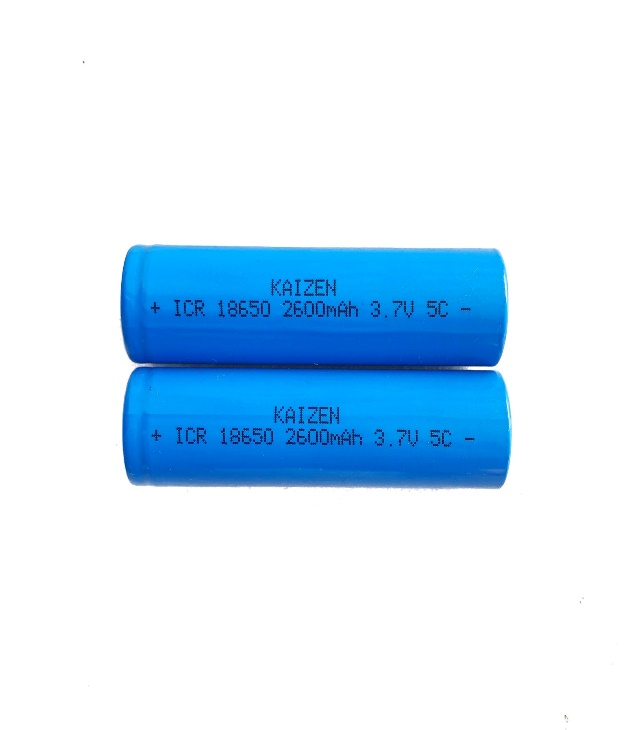 KAIZEN
+ ICR 18650 2600mAh 3.7V 5C -
KAIZEN
+ ICR 18650 2600mAh 3.7V 5C -